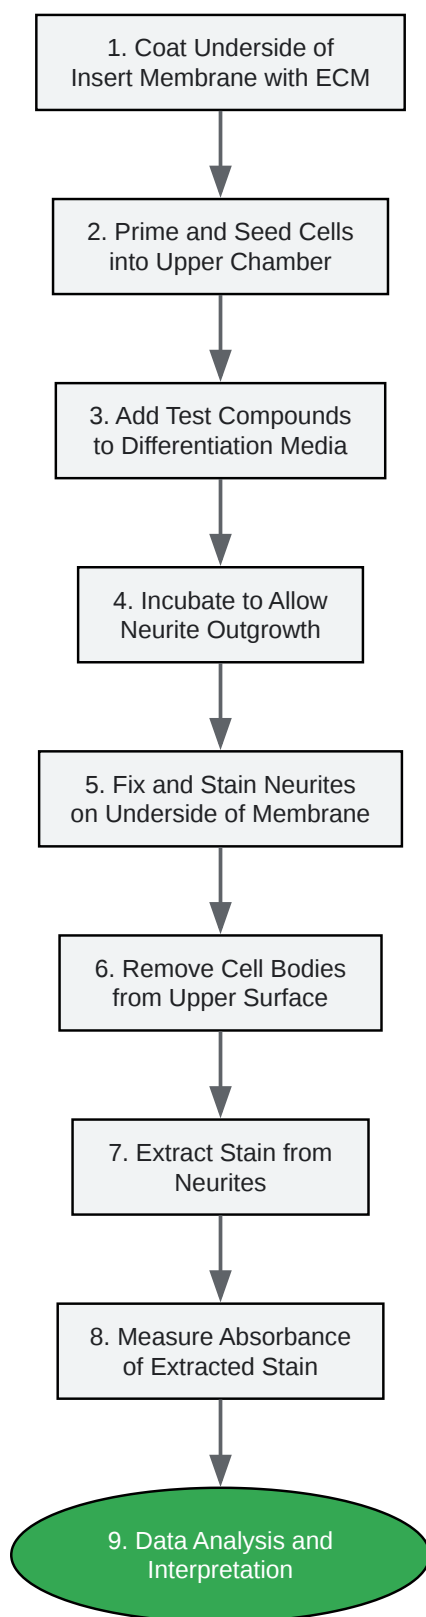 1. Coat Underside of
Insert Membrane with ECM
2. Prime and Seed Cells
into Upper Chamber
3. Add Test Compounds
to Differentiation Media
4. Incubate to Allow
Neurite Outgrowth
5. Fix and Stain Neurites
on Underside of Membrane
6. Remove Cell Bodies
from Upper Surface
7. Extract Stain from
Neurites
8. Measure Absorbance
of Extracted Stain
9. Data Analysis and
Interpretation